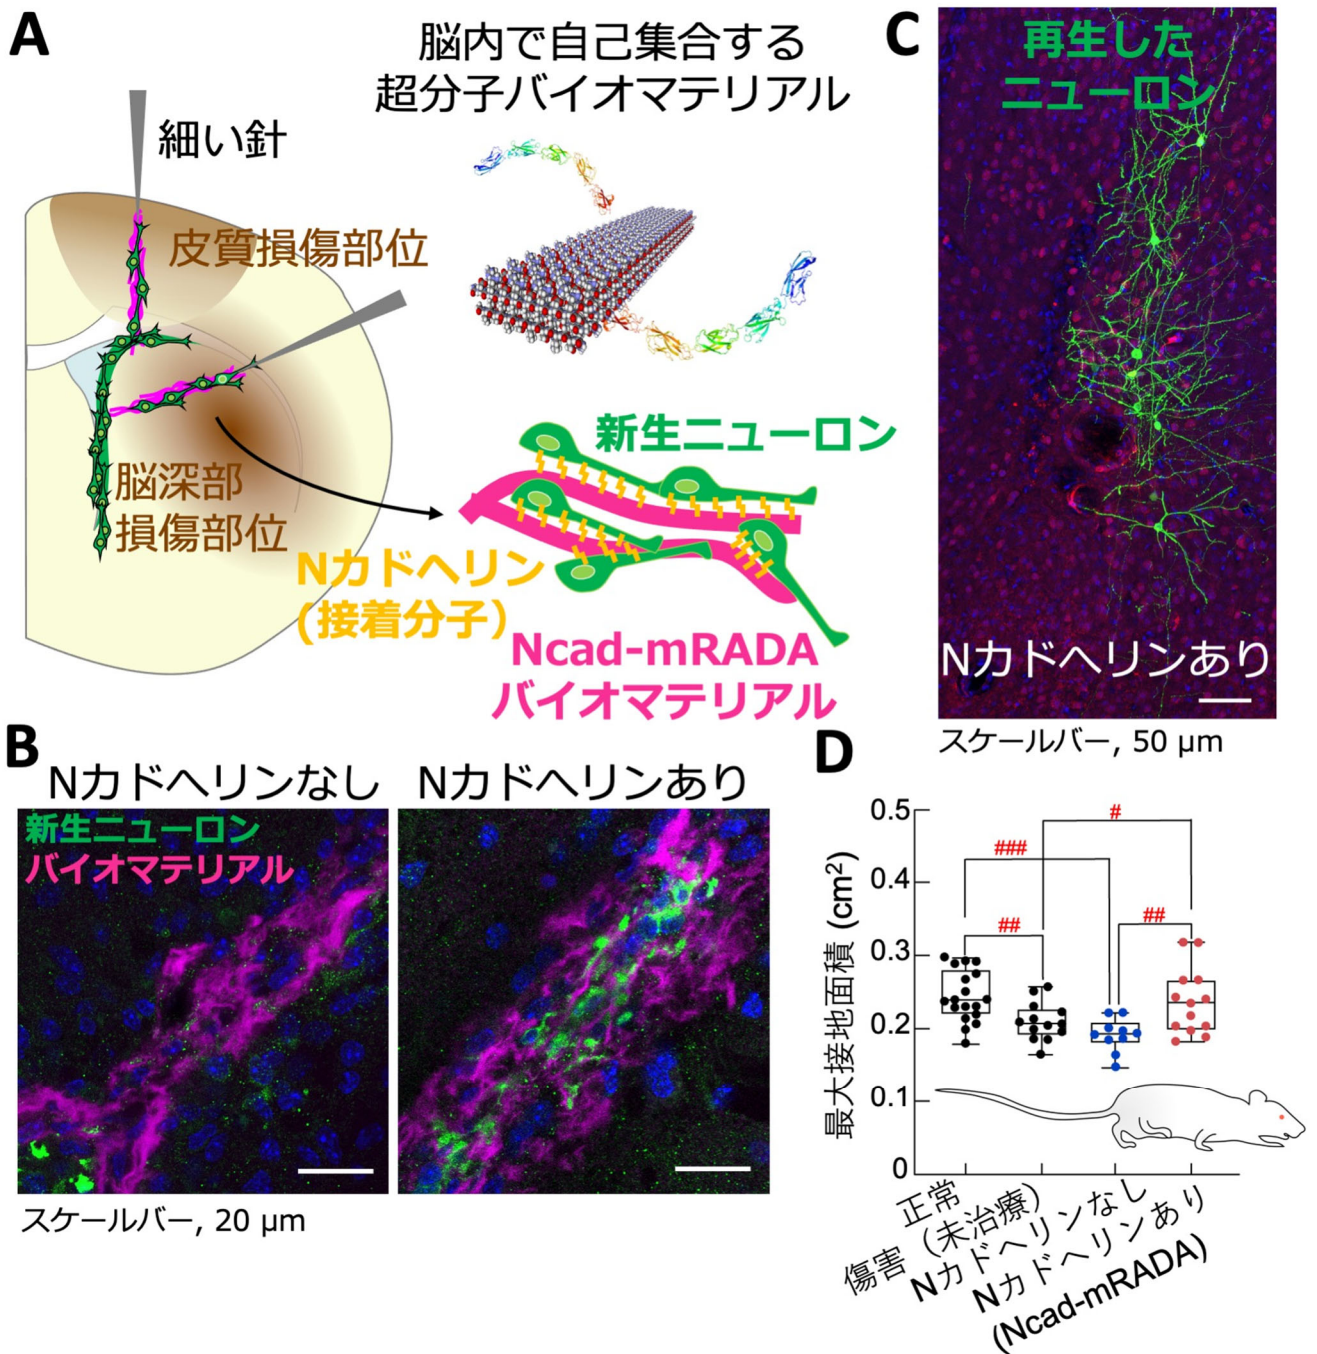 A
脳内で自己集合する
超分子バイオマテリアル
細い針
皮質損傷部位
脳深部
損傷部位
新生ニューロン
Nカドヘリン
(接着分子）
Ncad-mRADA
バイオマテリアル
C
再生した
ニューロン
Nカドヘリンあり
スケールバー, 50 µm
B
Nカドヘリンなし
Nカドヘリンあり
新生ニューロン
バイオマテリアル
スケールバー, 20 µm
D
最大接地面積 (cm²)
0.5
0.4
0.3
0.2
0.1
0
#
###
##
##
正常
傷害（未治療）
Nカドヘリンなし
Nカドヘリンあり
(Ncad-mRADA)